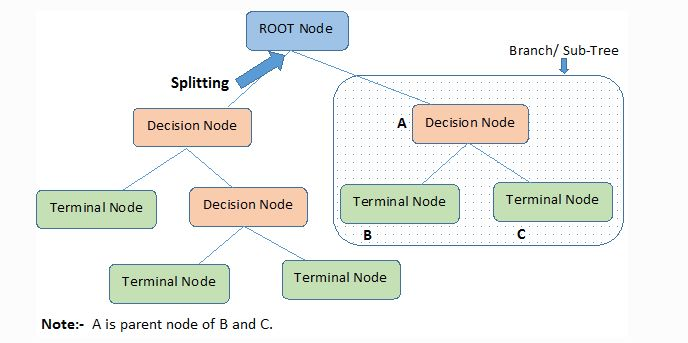 ROOT Node
Branch/ Sub-Tree
Splitting
Decision Node
A
Decision Node
Terminal Node
Decision Node
Terminal Node
Terminal Node
B
C
Terminal Node
Terminal Node
Note:- A is parent node of B and C.